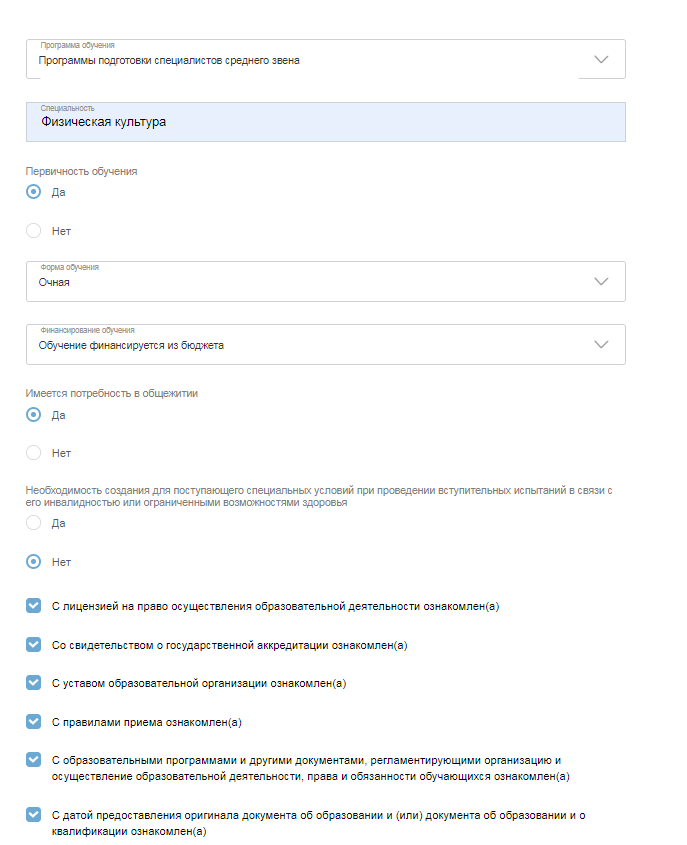 Программа обучения
Программы подготовки специалистов среднего звена
Специальность
Физическая культура
Первичность обучения
Да
Нет
Форма обучения
Очная
Финансирование обучения
Обучение финансируется из бюджета
Имеется потребность в общежитии
Да
Нет
Необходимость создания для поступающего специальных условий при проведении вступительных испытаний в связи с
его инвалидностью или ограниченными возможностями здоровья
Да
Нет
С лицензией на право осуществления образовательной деятельности ознакомлен(а)
Со свидетельством о государственной аккредитации ознакомлен(а)
С уставом образовательной организации ознакомлен(а)
С правилами приема ознакомлен(а)
С образовательными программами и другими документами, регламентирующими организацию и
осуществление образовательной деятельности, права и обязанности обучающихся ознакомлен(а)
С датой предоставления оригинала документа об образовании и (или) документа об образовании и о
квалификации ознакомлен(а)